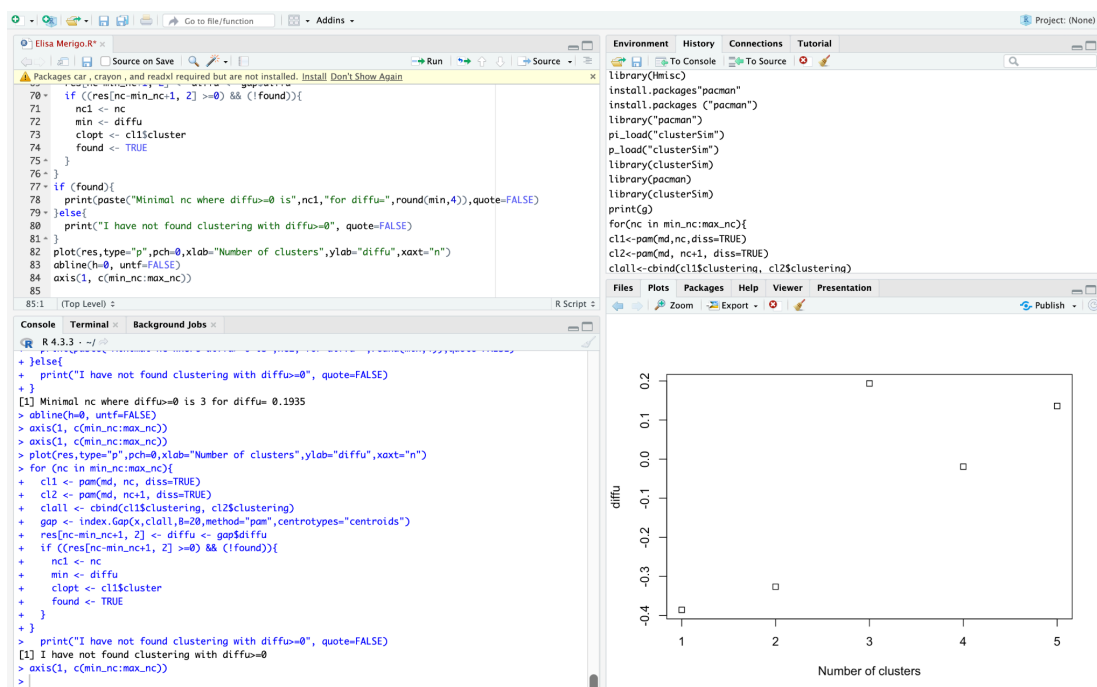 Go to file/function
Addins
Project: (None)
Elisa Merigo.R*
Source on Save
Run
Source
Packages car , crayon , and readxl required but are not installed. Install Don't Show Again
70 if ((res[nc-min_nc+1, 2] >=0) && (!found)){
71 nc1 <- nc
72 min <- diffu
73 clopt <- cl1$cluster
74 found <- TRUE
75 }
76 }
77 if (found){
78 print(paste("Minimal nc where diffu>=0 is",nc1,"for diffu=",round(min,4)),quote=FALSE)
79 }else{
80 print("I have not found clustering with diffu>=0", quote=FALSE)
81 }
82 plot(res,type="p",pch=0,xlab="Number of clusters",ylab="diffu",xaxt="n")
83 abline(h=0, untf=FALSE)
84 axis(1, c(min_nc:max_nc))
85
85:1 (Top Level) R Script
Console Terminal Background Jobs
R 4.3.3 · ~/
+ }else{
+ print("I have not found clustering with diffu>=0", quote=FALSE)
+ }
[1] Minimal nc where diffu>=0 is 3 for diffu= 0.1935
> abline(h=0, untf=FALSE)
> axis(1, c(min_nc:max_nc))
> axis(1, c(min_nc:max_nc))
> plot(res,type="p",pch=0,xlab="Number of clusters",ylab="diffu",xaxt="n")
> for (nc in min_nc:max_nc){
+ cl1 <- pam(md, nc, diss=TRUE)
+ cl2 <- pam(md, nc+1, diss=TRUE)
+ clall <- cbind(cl1$clustering, cl2$clustering)
+ gap <- index.Gap(x,clall,B=20,method="pam",centrotypes="centroids")
+ res[nc-min_nc+1, 2] <- diffu <- gap$diffu
+ if ((res[nc-min_nc+1, 2] >=0) && (!found)){
+ nc1 <- nc
+ min <- diffu
+ clopt <- cl1$cluster
+ found <- TRUE
+ }
+ }
> print("I have not found clustering with diffu>=0", quote=FALSE)
[1] I have not found clustering with diffu>=0
> axis(1, c(min_nc:max_nc))
>
Environment History Connections Tutorial
To Console To Source
library(Hmisc)
install.packages"pacman"
install.packages ("pacman")
library("pacman")
pi_load("clusterSim")
p_load("clusterSim")
library(clusterSim)
library(pacman)
library(clusterSim)
print(g)
for(nc in min_nc:max_nc){
cl1<-pam(md,nc,diss=TRUE)
cl2<-pam(md, nc+1, diss=TRUE)
clall<-cbind(cl1$clustering, cl2$clustering)
Files Plots Packages Help Viewer Presentation
Zoom Export Publish
diffu
0.2
0.1
0.0
-0.1
-0.2
-0.3
-0.4
1 2 3 4 5
Number of clusters